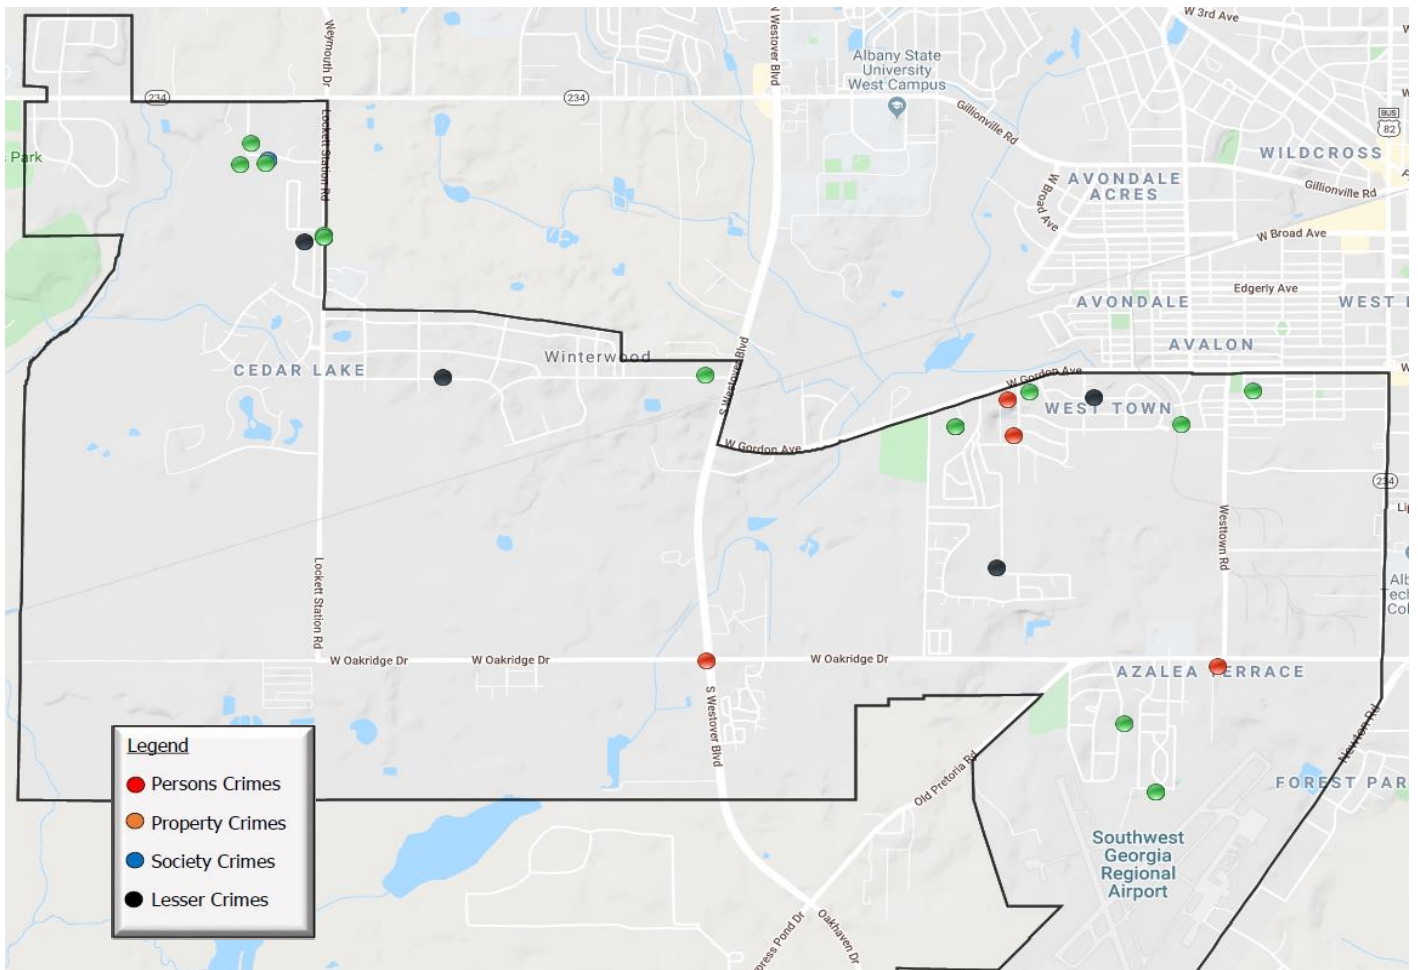 W 3rd Ave
Weymouth Dr
N Westover Blvd
Albany State
University
West Campus
234
234
Gillionville Rd
BUS
82
s Park
Lockett Station Rd
WILDCROSS
AVONDALE
ACRES
W Broad Ave
Gillionville Rd
W Broad Ave
Edgerly Ave
AVONDALE
WEST
AVALON
Winterwood
CEDAR LAKE
S Westover Blvd
W Gordon Ave
WEST TOWN
W Gordon Ave
234
Westtown Rd
Lockett Station Rd
W Oakridge Dr
W Oakridge Dr
W Oakridge Dr
AZALEA TERRACE
S Westover Blvd
Newton Rd
Old Pretoria Rd
FOREST PAR
Legend
Persons Crimes
Property Crimes
Society Crimes
Lesser Crimes
Southwest
Georgia
Regional
Airport
press Pond Dr
Oakhaven Dr